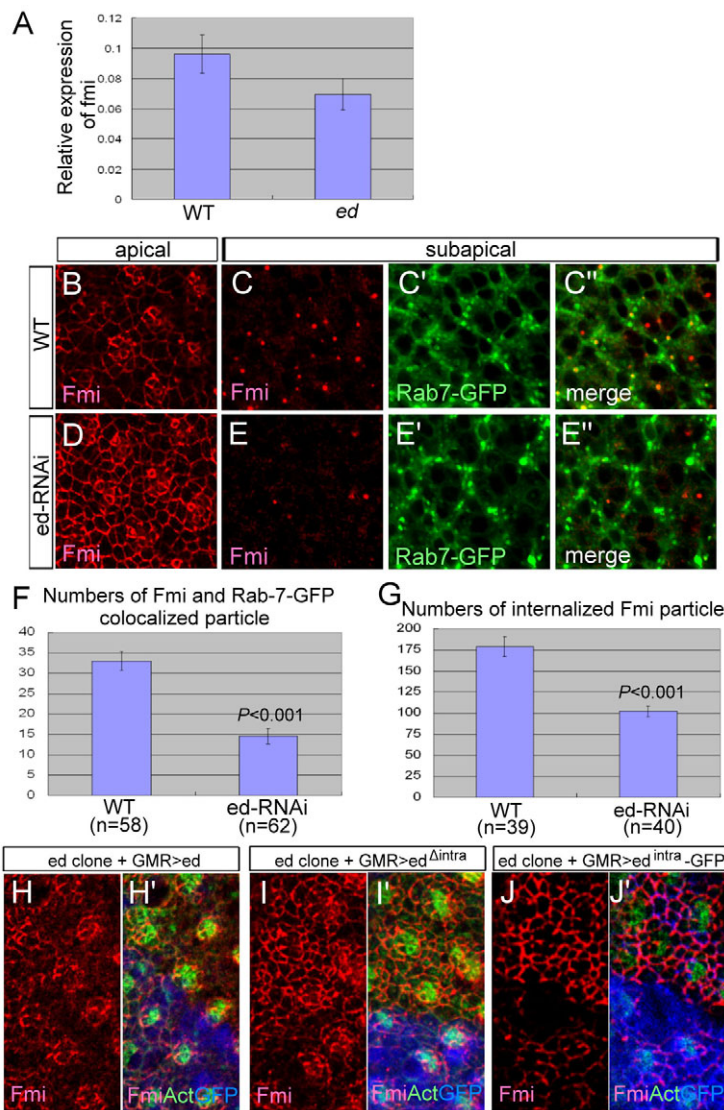 A
Relative expression
of fmi
0.12
0.1
0.08
0.06
0.04
0.02
0
WT
ed
apical
subapical
WT
B
Fmi
C
Fmi
C'
Rab7-GFP
C''
merge
ed-RNAi
D
Fmi
E
Fmi
E'
Rab7-GFP
E''
merge
F
Numbers of Fmi and Rab-7-GFP
colocalized particle
40
35
30
25
20
15
10
5
0
P<0.001
WT
(n=58)
ed-RNAi
(n=62)
G
Numbers of internalized Fmi particle
200
175
150
125
100
75
50
25
0
P<0.001
WT
(n=39)
ed-RNAi
(n=40)
ed clone + GMR>ed
ed clone + GMR>ed Δintra
ed clone + GMR>ed intra -GFP
H
Fmi
H'
FmiActGFP
I
Fmi
I'
FmiActGFP
J
Fmi
J'
FmiActGFP